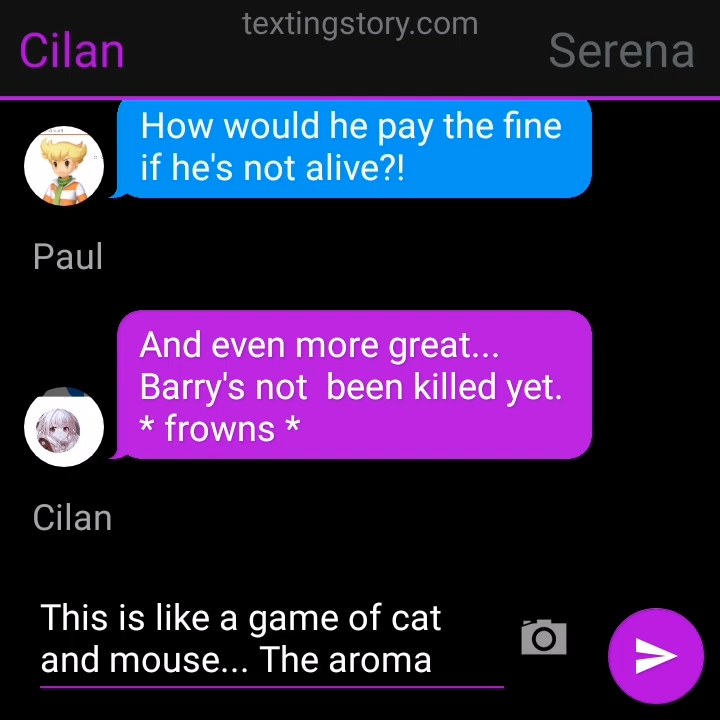 textingstory.com
Cilan
Serena
How would he pay the fine
if he's not alive?!
Paul
And even more great...
Barry's not  been killed yet.
* frowns *
Cilan
This is like a game of cat
and mouse... The aroma